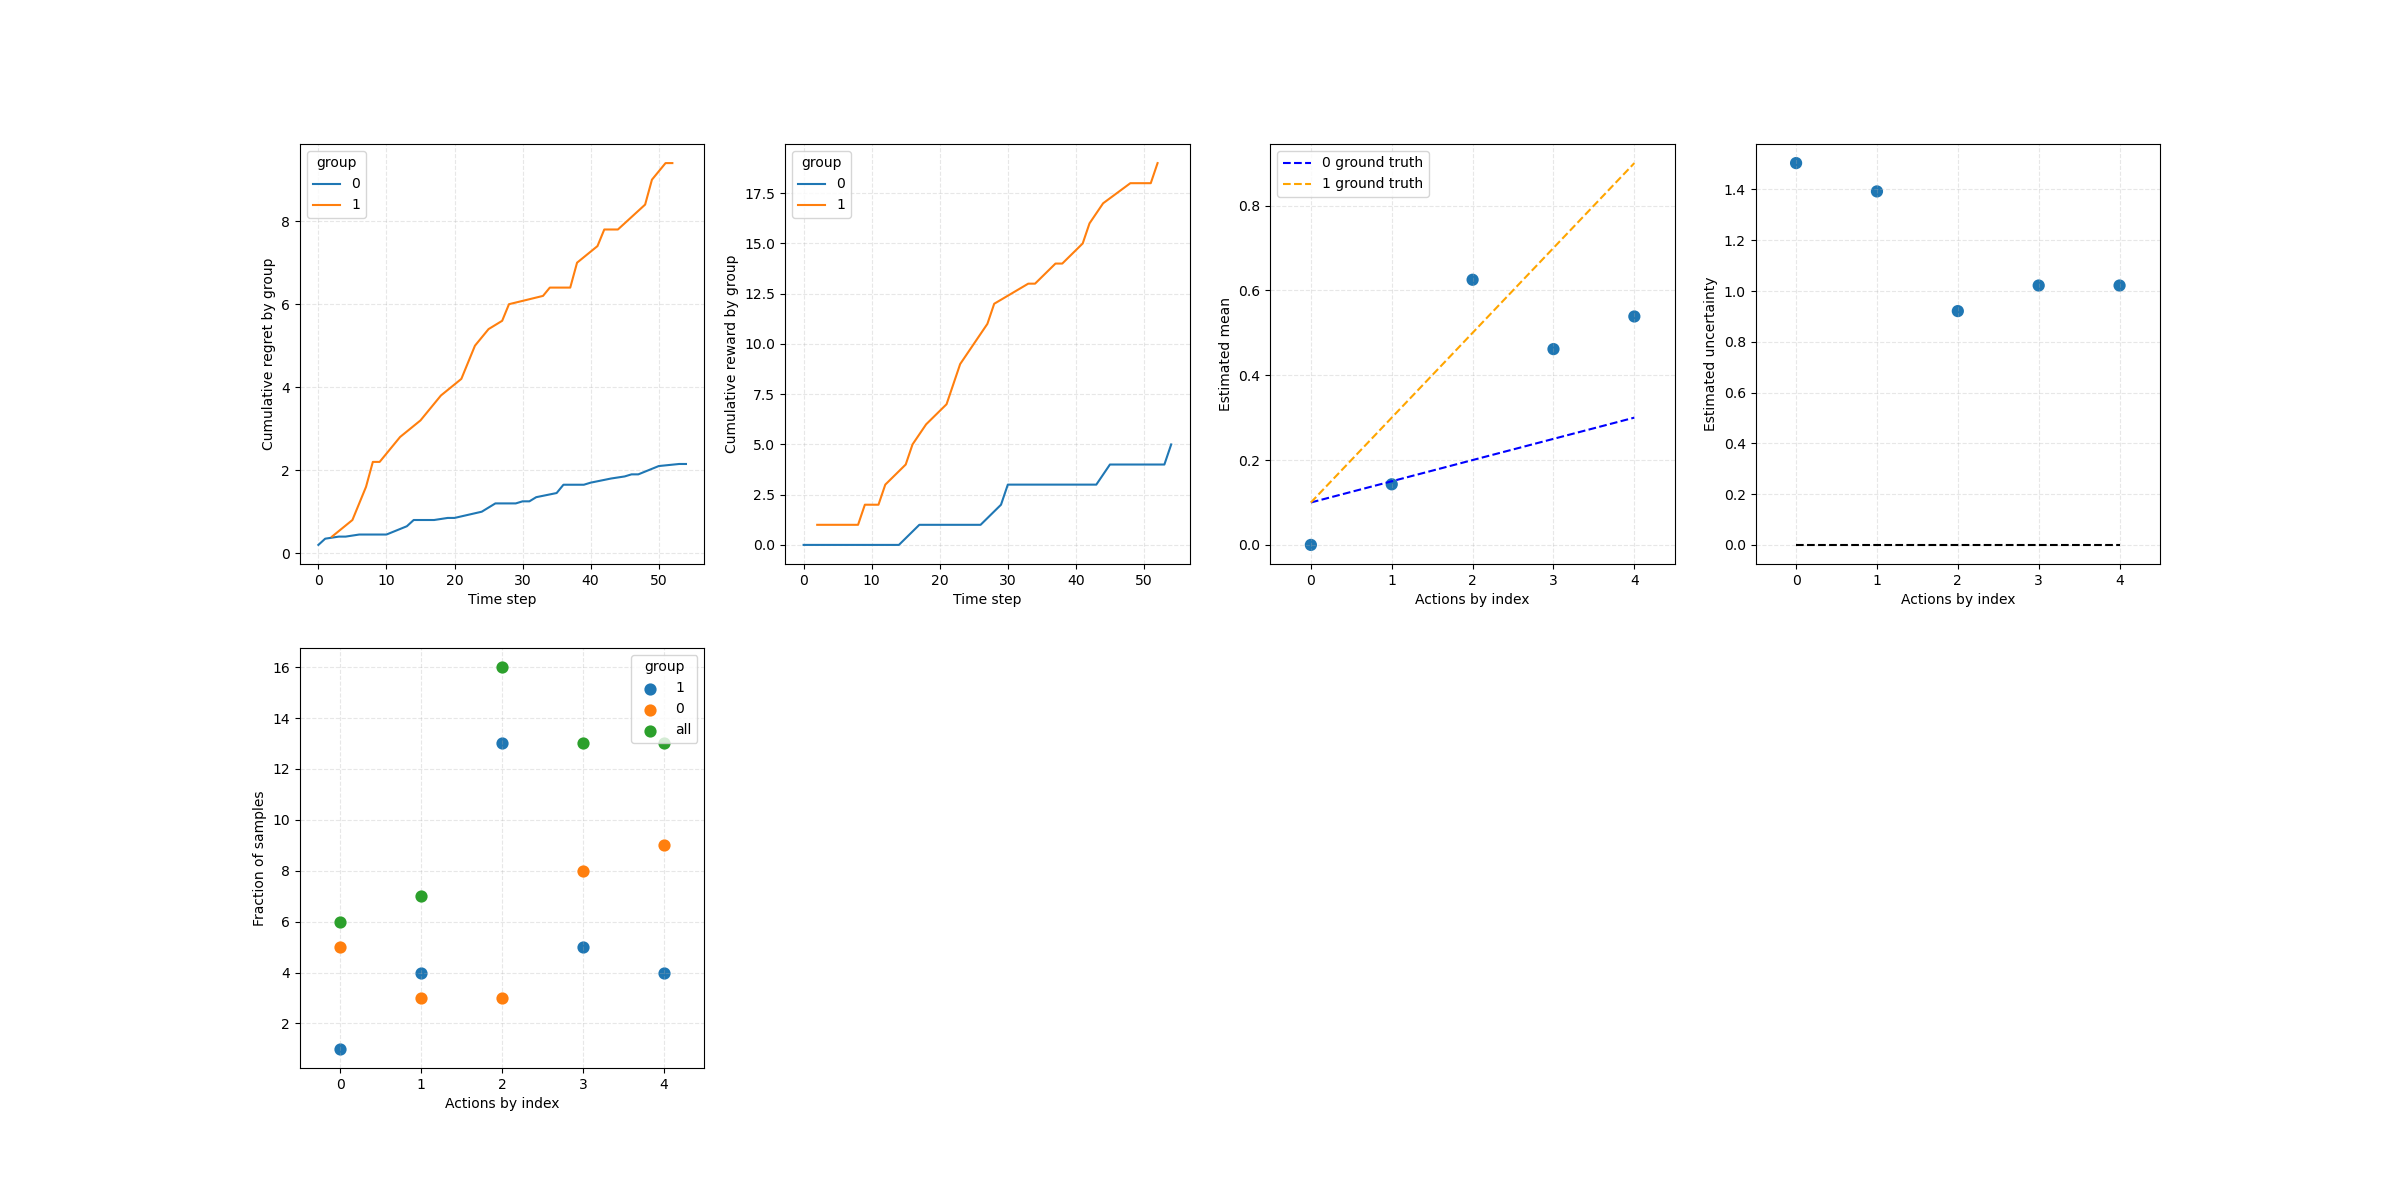 group
0
1
Cumulative regret by group
0
2
4
6
8
0 10 20 30 40 50
Time step
group
0
1
Cumulative reward by group
0.0
2.5
5.0
7.5
10.0
12.5
15.0
17.5
0 10 20 30 40 50
Time step
0 ground truth
1 ground truth
Estimated mean
0.0
0.2
0.4
0.6
0.8
0 1 2 3 4
Actions by index
Estimated uncertainty
0.0
0.2
0.4
0.6
0.8
1.0
1.2
1.4
0 1 2 3 4
Actions by index
group
1
0
all
Fraction of samples
2
4
6
8
10
12
14
16
0 1 2 3 4
Actions by index